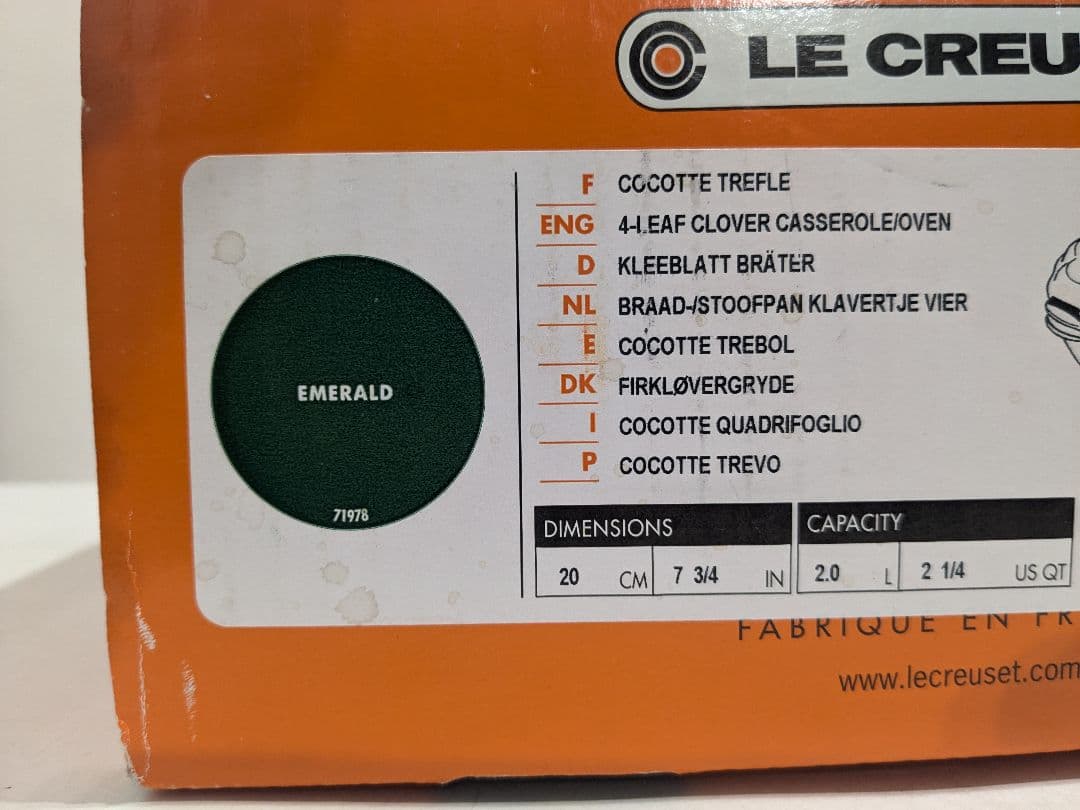 LE CREU
F COCOTTE TREFLE
ENG 4-LEAF CLOVER CASSEROLE/OVEN
D KLEEBLATT BRÄTER
NL BRAAD-/STOOFPAN KLAVERTJE VIER
E COCOTTE TREBOL
DK FIRKLØVERGRYDE
I COCOTTE QUADRIFOGLIO
P COCOTTE TREVO
EMERALD
71978
DIMENSIONS CAPACITY
20 CM 7 3/4 IN 2.0 L 2 1/4 US QT
FABRIQUE EN FR
www.lecreuset.com